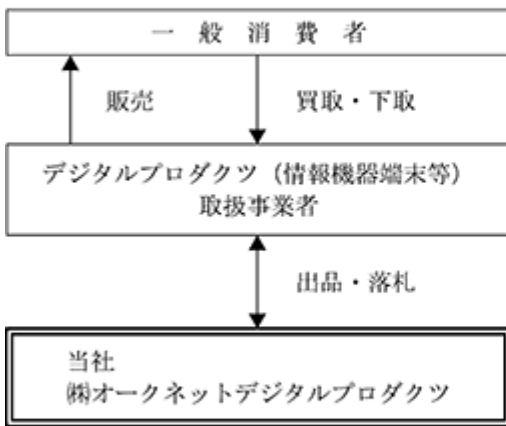 一般消費者
販売
買取・下取
デジタルプロダクツ（情報機器端末等）
取扱事業者
出品・落札
当社
㈱オークネットデジタルプロダクツ